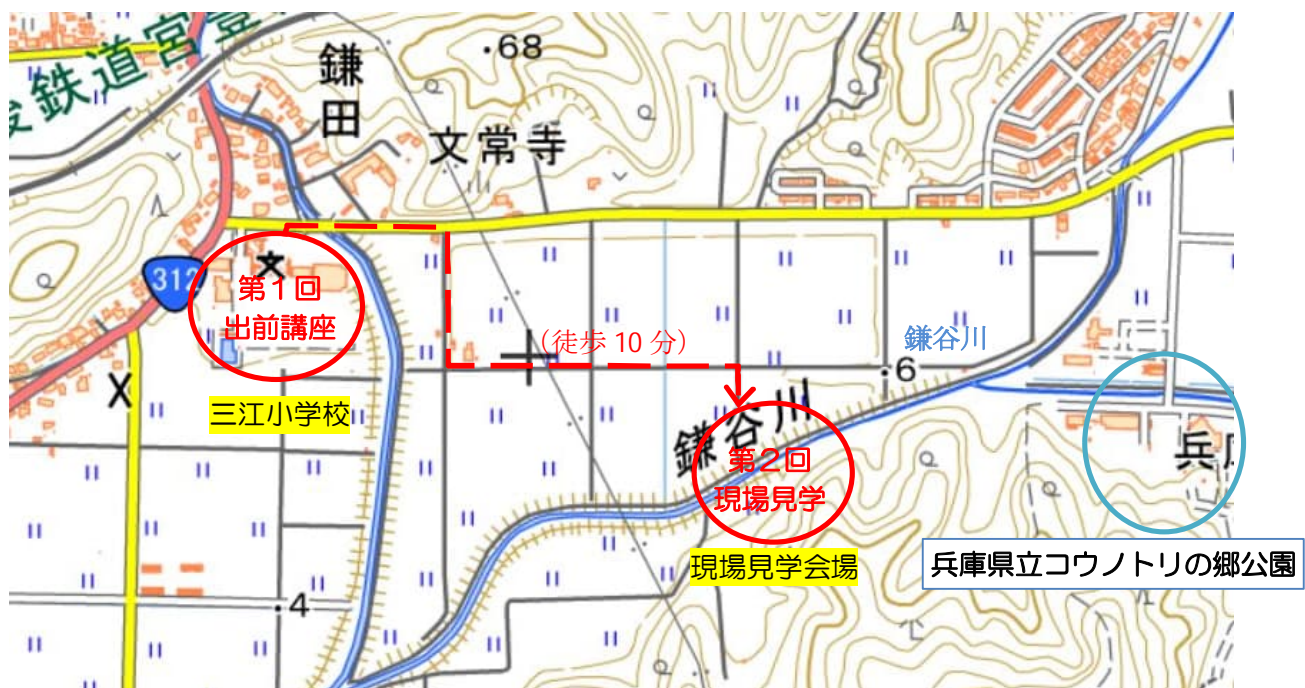 鉄道宮
・68
鎌田
文常寺
312
第１回
出前講座
(徒歩 10 分)
鎌谷川
・6
三江小学校
鎌谷川
第２回
現場見学
兵
現場見学会場
兵庫県立コウノトリの郷公園
・4